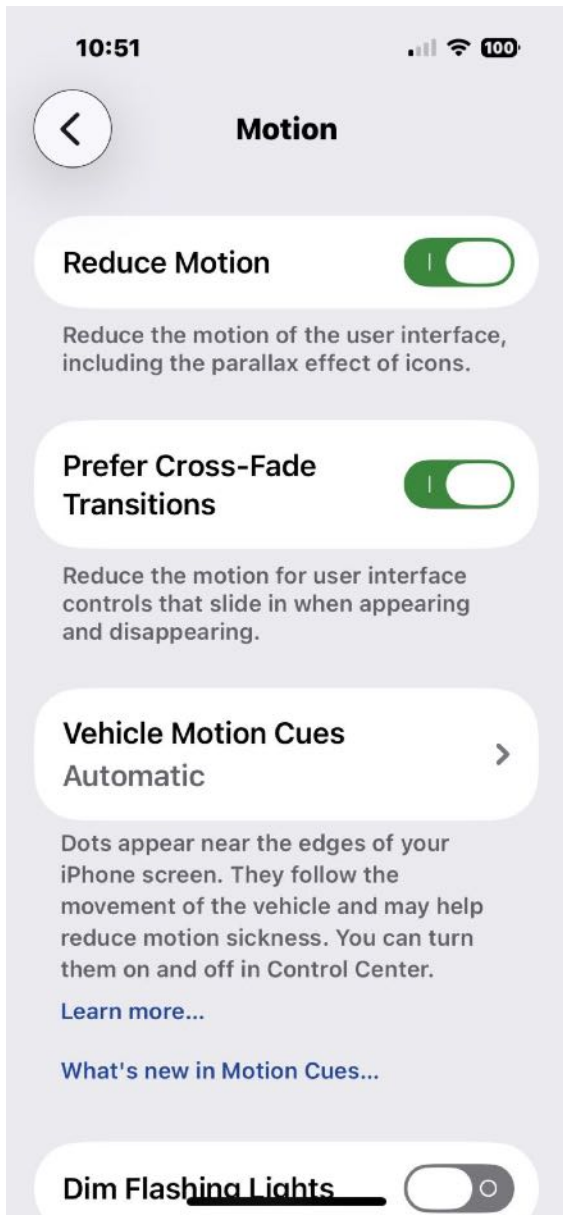 10:51
100
Motion
Reduce Motion
Reduce the motion of the user interface,
including the parallax effect of icons.
Prefer Cross-Fade
Transitions
Reduce the motion for user interface
controls that slide in when appearing
and disappearing.
Vehicle Motion Cues
Automatic
Dots appear near the edges of your
iPhone screen. They follow the
movement of the vehicle and may help
reduce motion sickness. You can turn
them on and off in Control Center.
Learn more...
What's new in Motion Cues...
Dim Flashing Lights